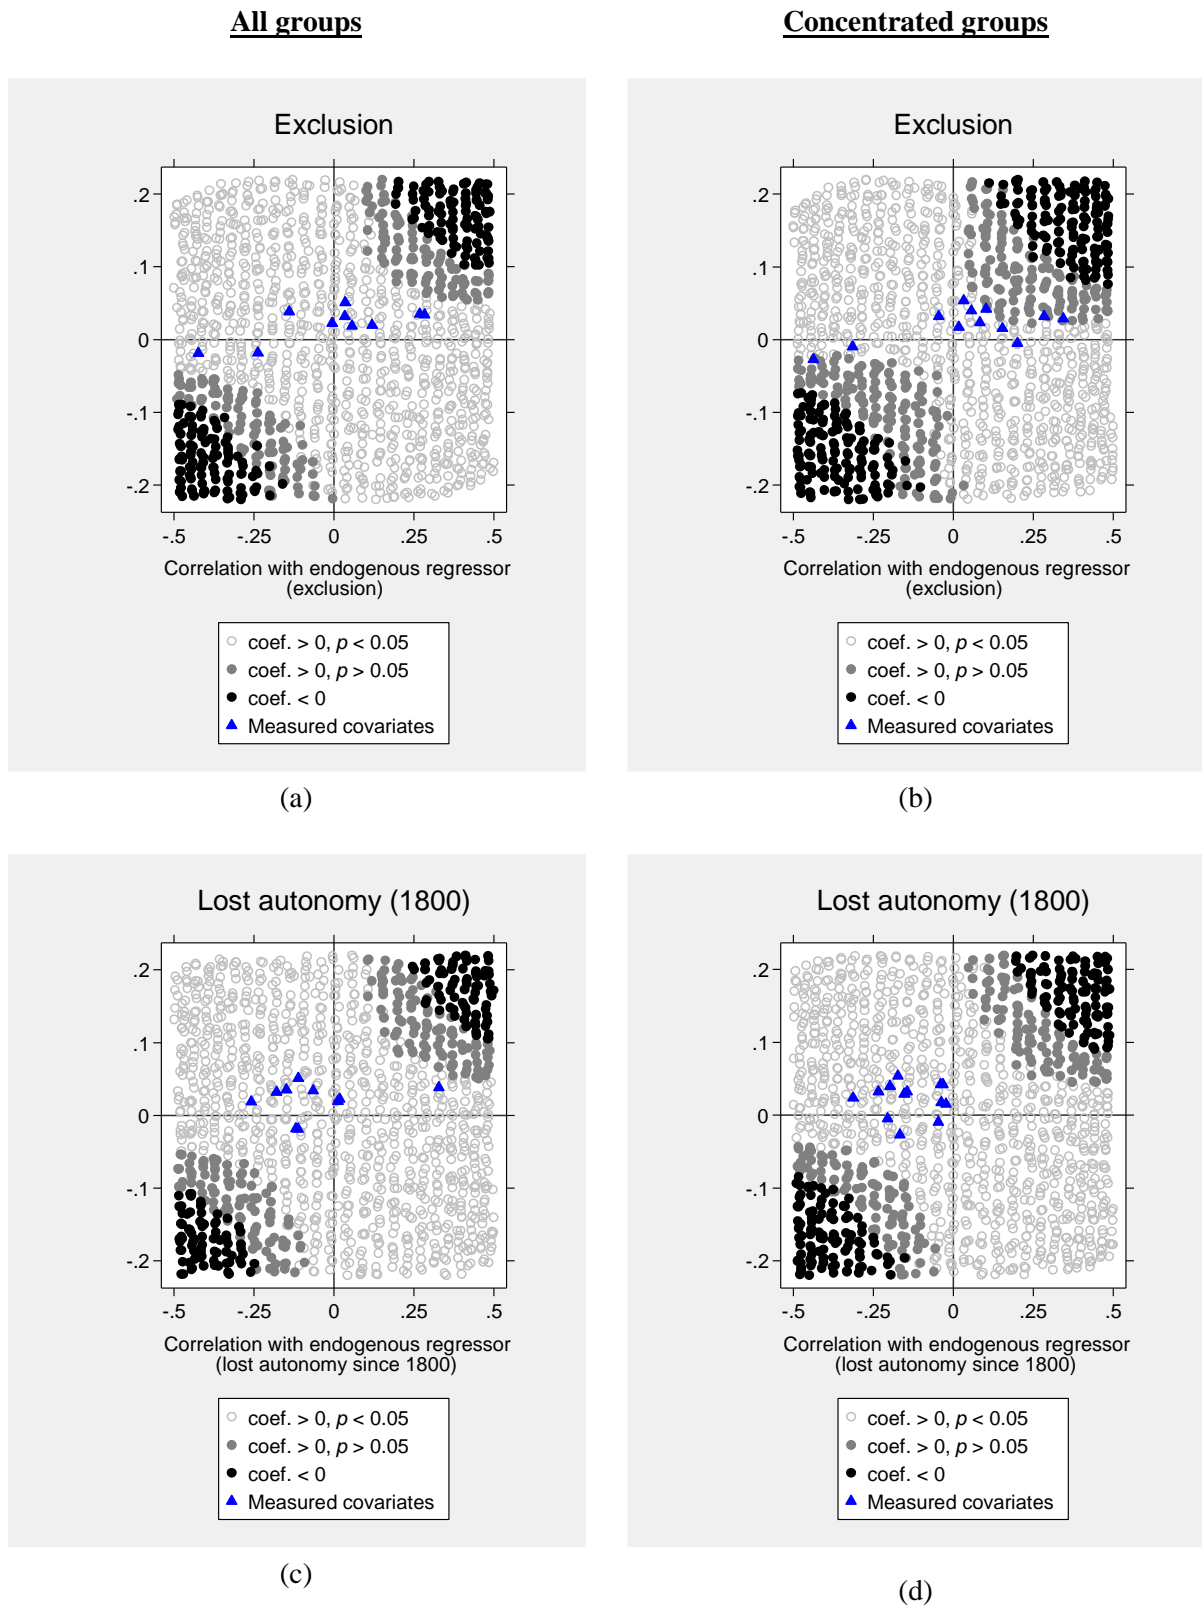 All groups
Concentrated groups
Exclusion
.2
.1
0
-.1
-.2
-.5
-.25
0
.25
.5
Correlation with endogenous regressor
(exclusion)
coef. > 0, p < 0.05
coef. > 0, p > 0.05
coef. < 0
Measured covariates
(a)
Exclusion
.2
.1
0
-.1
-.2
-.5
-.25
0
.25
.5
Correlation with endogenous regressor
(exclusion)
coef. > 0, p < 0.05
coef. > 0, p > 0.05
coef. < 0
Measured covariates
(b)
Lost autonomy (1800)
.2
.1
0
-.1
-.2
-.5
-.25
0
.25
.5
Correlation with endogenous regressor
(lost autonomy since 1800)
coef. > 0, p < 0.05
coef. > 0, p > 0.05
coef. < 0
Measured covariates
(c)
Lost autonomy (1800)
.2
.1
0
-.1
-.2
-.5
-.25
0
.25
.5
Correlation with endogenous regressor
(lost autonomy since 1800)
coef. > 0, p < 0.05
coef. > 0, p > 0.05
coef. < 0
Measured covariates
(d)